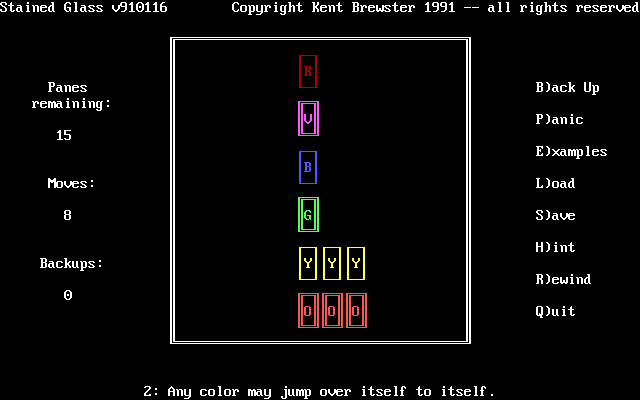 Stained Glass v910116 Copyright Kent Brewster 1991 -- all rights reserved
R
Panes
remaining:
15
B)ack Up
V
P)anic
E)xamples
B
Moves:
L)oad
8
G
S)ave
H)int
Backups:
Y Y Y
R)ewind
0
O O O
Q)uit
2: Any color may jump over itself to itself.